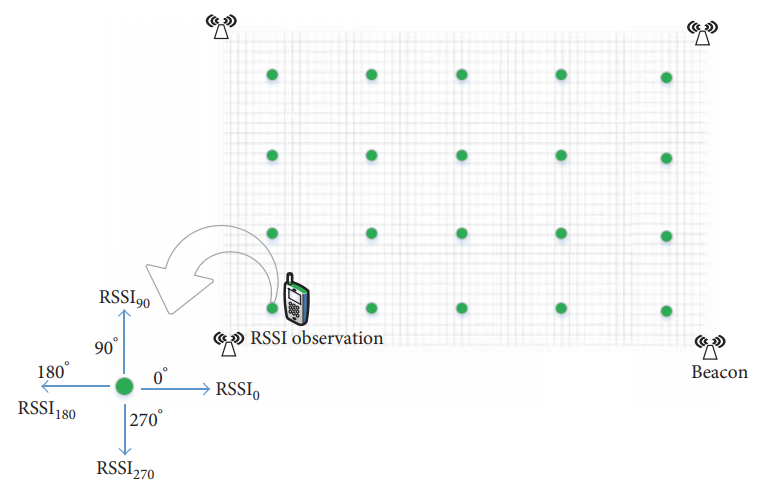 RSSI90
90°
180°
0°
RSSI0
RSSI180
270°
RSSI270
RSSI observation
Beacon